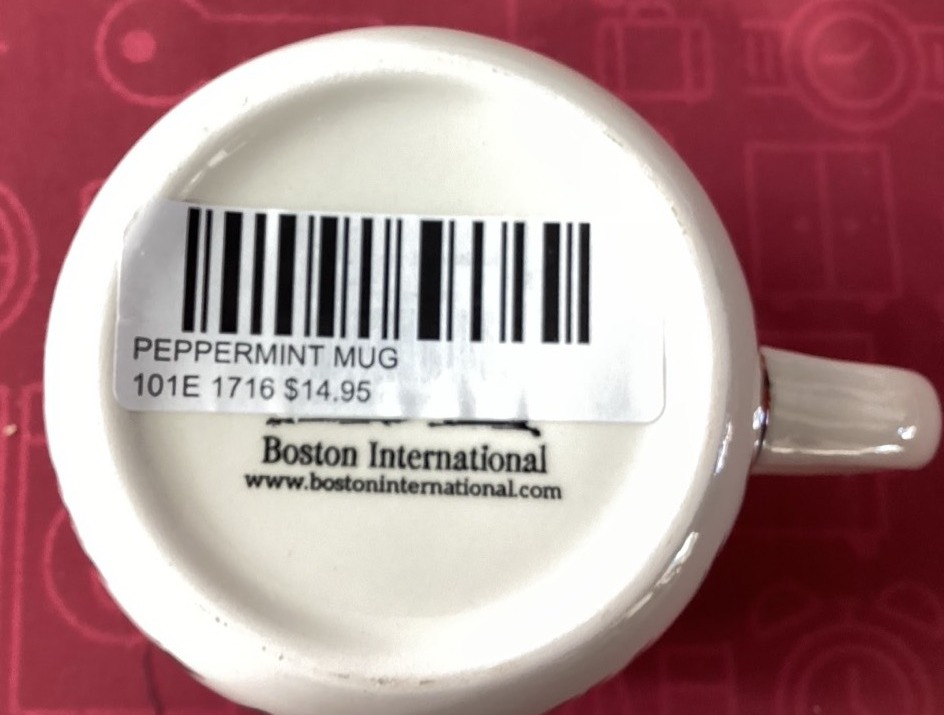 PEPPERMINT MUG
101E 1716 $14.95
Boston International
www.bostoninternational.com